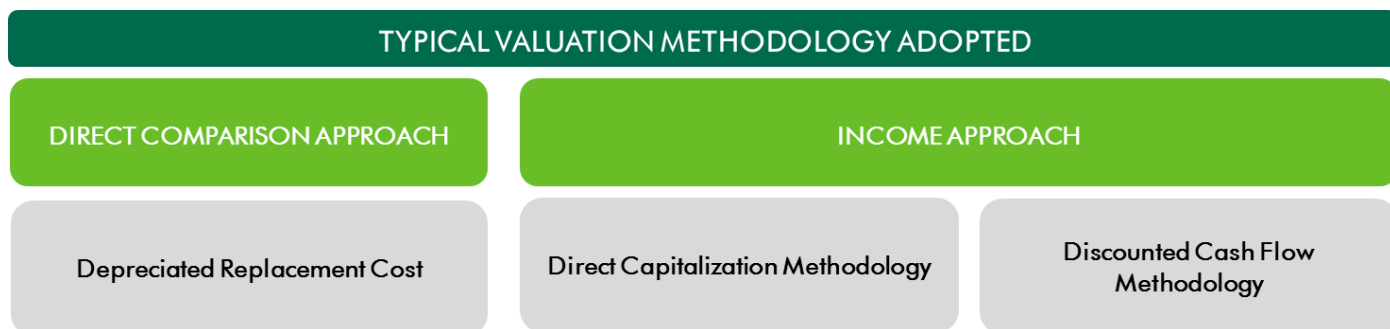 TYPICAL VALUATION METHODOLOGY ADOPTED
DIRECT COMPARISON APPROACH
INCOME APPROACH
Depreciated Replacement Cost
Direct Capitalization Methodology
Discounted Cash Flow
Methodology